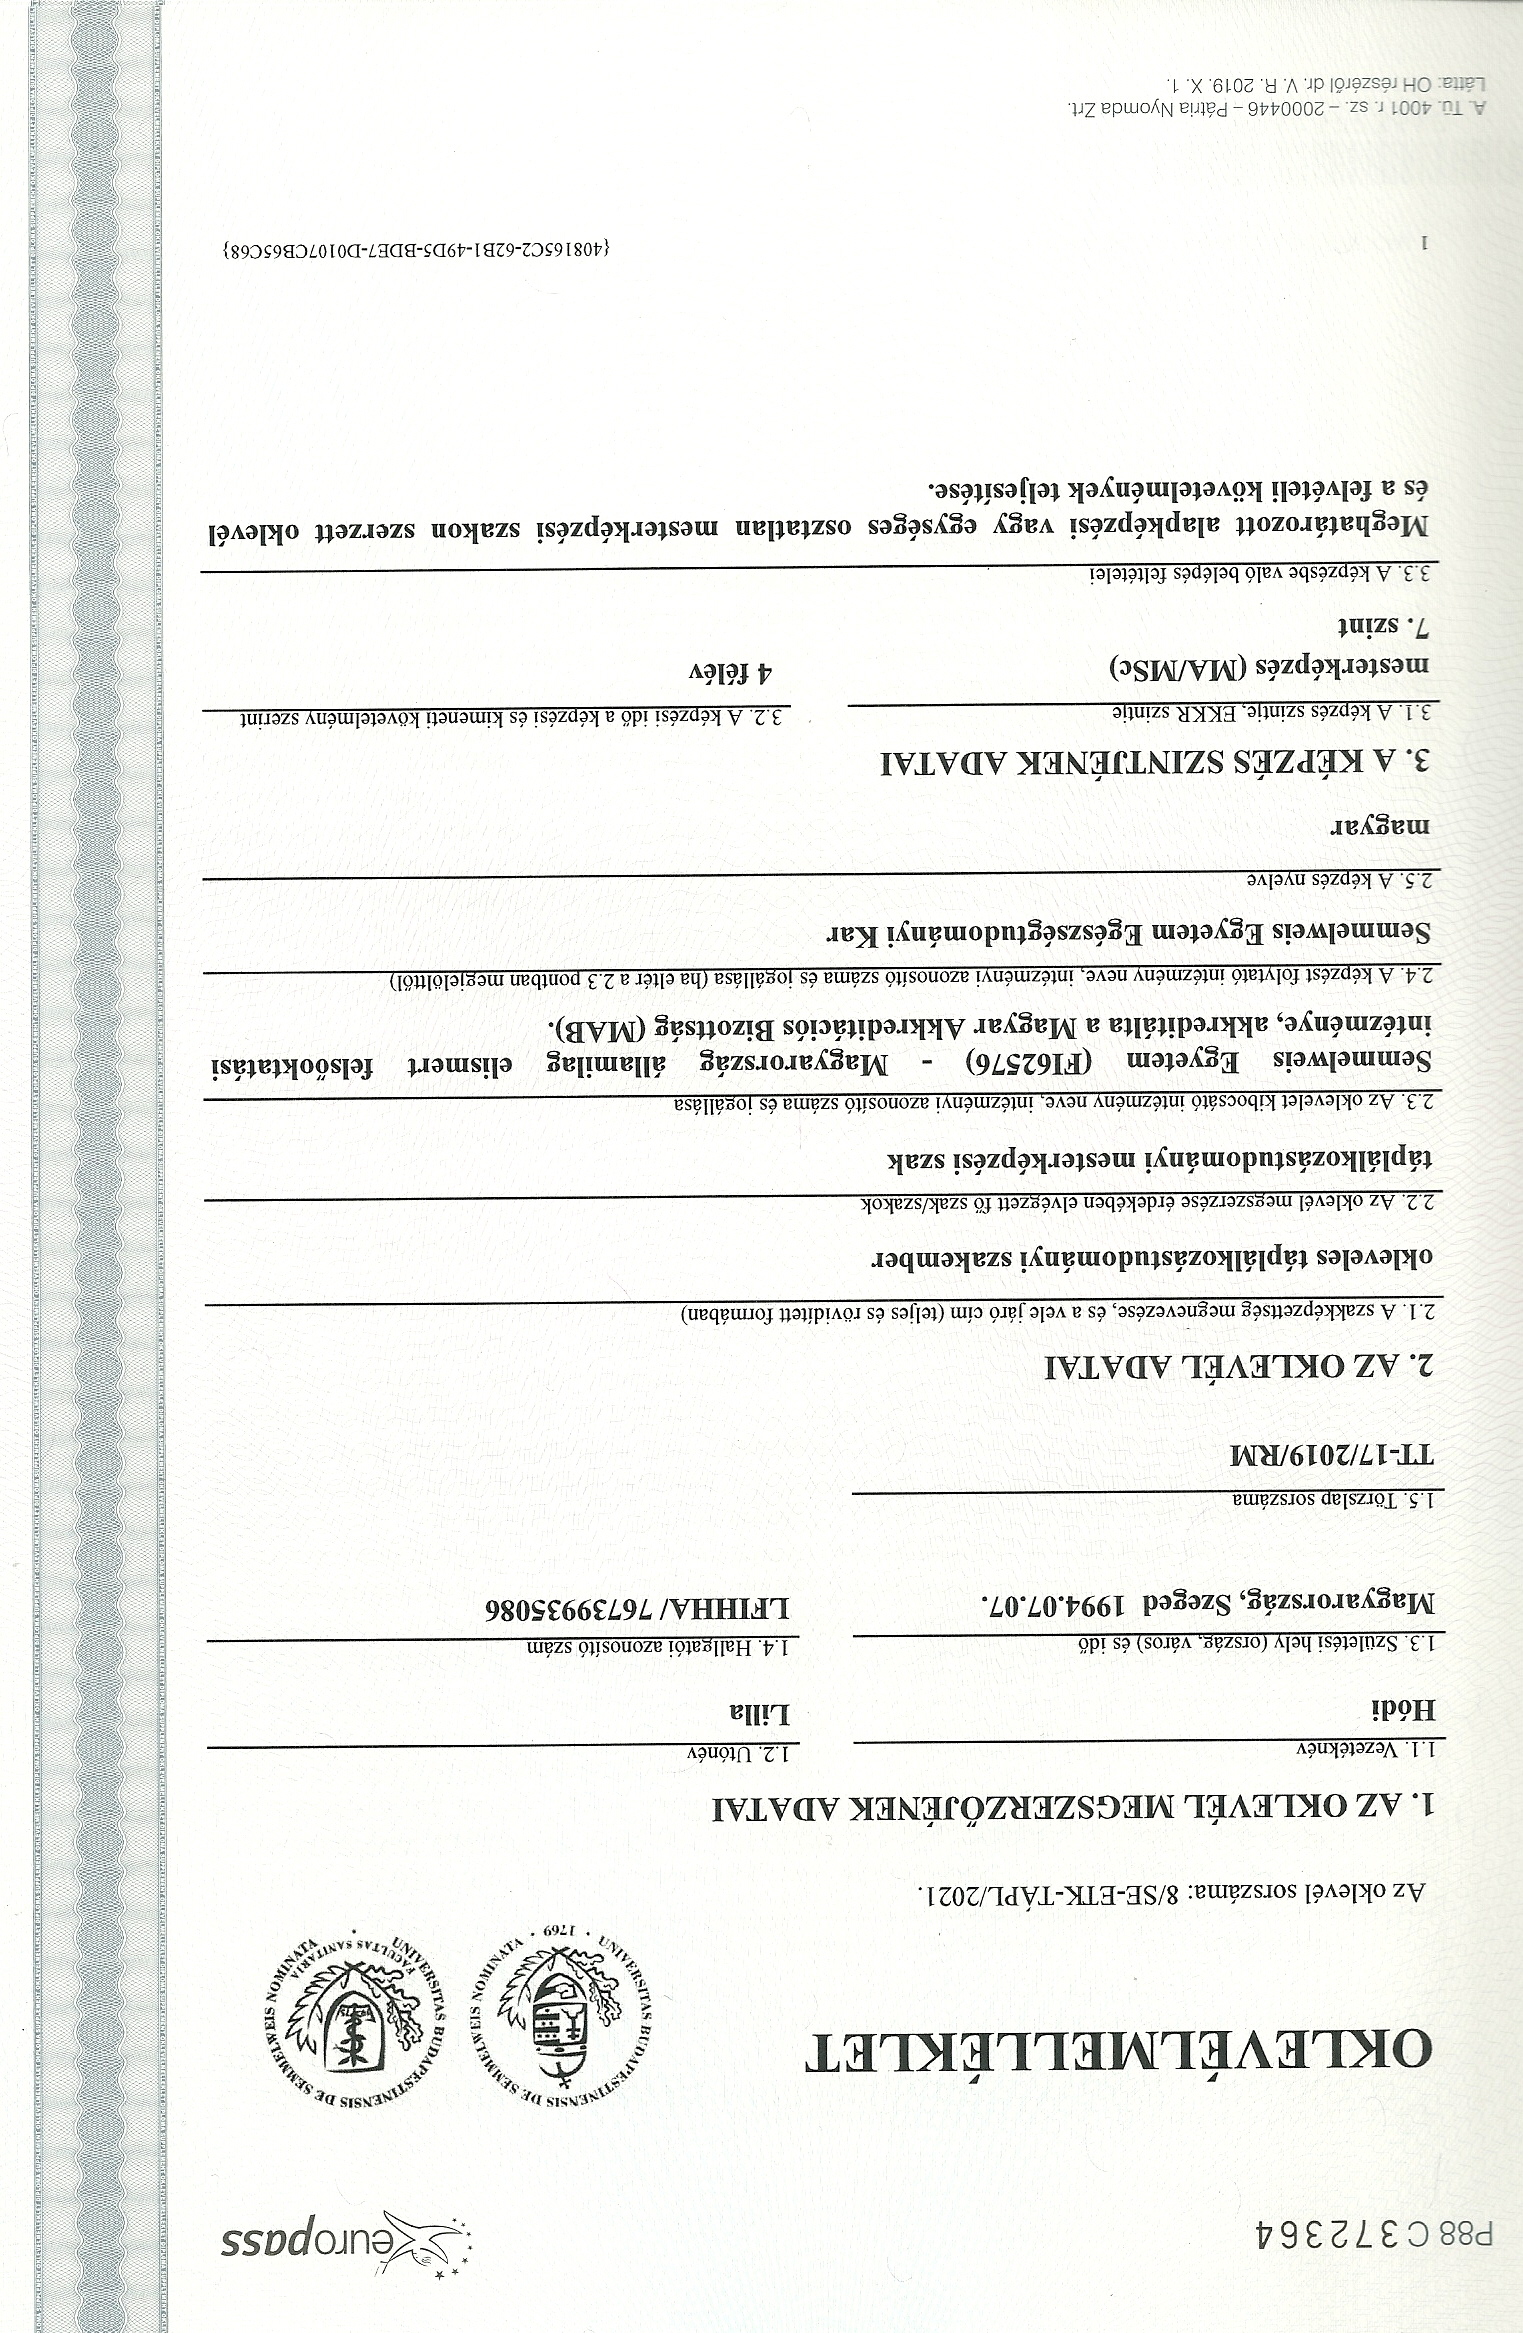 P88 C 372364
europass
OKLEVÉLMELLÉKLET
UNIVERSITAS BUDAPESTINENSIS DE SEMMELWEIS NOMINATA
· 1769 ·
UNIVERSITAS BUDAPESTINENSIS DE SEMMELWEIS NOMINATA
FACULTAS SANITARIA
Az oklevél sorszáma: 8/SE-ETK-TÁPL/2021.
1. AZ OKLEVÉL MEGSZERZŐJÉNEK ADATAI
1.1. Vezetéknév
1.2. Utónév
Hódi
Lilla
1.3. Születési hely (ország, város) és idő
1.4. Hallgatói azonosító szám
Magyarország, Szeged 1994.07.07.
LFIHHA/ 76739935086
1.5. Törzslap sorszáma
TT-17/2019/RM
2. AZ OKLEVÉL ADATAI
2.1. A szakképzettség megnevezése, és a vele járó cím (teljes és rövidített formában)
okleveles táplálkozástudományi szakember
2.2. Az oklevél megszerzése érdekében elvégzett fő szak/szakok
táplálkozástudományi mesterképzési szak
2.3. Az oklevelet kibocsátó intézmény neve, intézményi azonosító száma és jogállása
Semmelweis Egyetem (FI62576) - Magyarország államilag elismert felsőoktatási
intézménye, akkreditálta a Magyar Akkreditációs Bizottság (MAB).
2.4. A képzést folytató intézmény neve, intézményi azonosító száma és jogállása (ha eltér a 2.3 pontban megjelölttől)
Semmelweis Egyetem Egészségtudományi Kar
2.5. A képzés nyelve
magyar
3. A KÉPZÉS SZINTJÉNEK ADATAI
3.1. A képzés szintje, EKKR szintje
3.2. A képzési idő a képzési és kimeneti követelmény szerint
mesterképzés (MA/MSc)
4 félév
7. szint
3.3. A képzésbe való belépés feltételei
Meghatározott alapképzési vagy egységes osztatlan mesterképzési szakon szerzett oklevél
és a felvételi követelmények teljesítése.
1
{408165C2-62B1-49D5-BDE7-D0107CB65C68}
A. Tü. 4001 r. sz. – 2000446 – Pátria Nyomda Zrt.
Látta: OH részéről dr. V. R. 2019. X. 1.